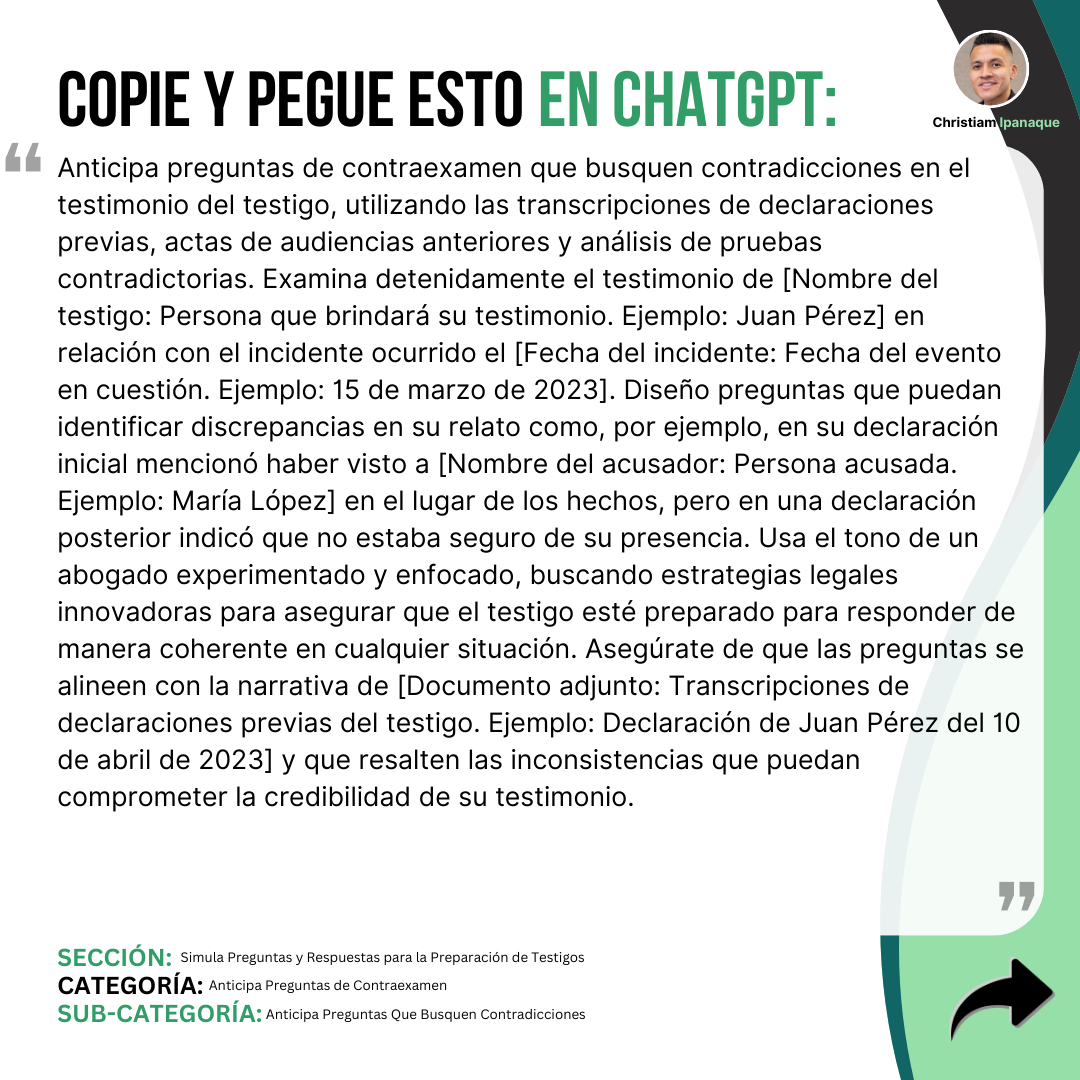 COPIE Y PEGUE ESTO EN CHATGPT:
Christiam Ipanaque
“
Anticipa preguntas de contraexamen que busquen contradicciones en el
testimonio del testigo, utilizando las transcripciones de declaraciones
previas, actas de audiencias anteriores y análisis de pruebas
contradictorias. Examina detenidamente el testimonio de [Nombre del
testigo: Persona que brindará su testimonio. Ejemplo: Juan Pérez] en
relación con el incidente ocurrido el [Fecha del incidente: Fecha del evento
en cuestión. Ejemplo: 15 de marzo de 2023]. Diseño preguntas que puedan
identificar discrepancias en su relato como, por ejemplo, en su declaración
inicial mencionó haber visto a [Nombre del acusador: Persona acusada.
Ejemplo: María López] en el lugar de los hechos, pero en una declaración
posterior indicó que no estaba seguro de su presencia. Usa el tono de un
abogado experimentado y enfocado, buscando estrategias legales
innovadoras para asegurar que el testigo esté preparado para responder de
manera coherente en cualquier situación. Asegúrate de que las preguntas se
alineen con la narrativa de [Documento adjunto: Transcripciones de
declaraciones previas del testigo. Ejemplo: Declaración de Juan Pérez del 10
de abril de 2023] y que resalten las inconsistencias que puedan
comprometer la credibilidad de su testimonio.
”
SECCIÓN: Simula Preguntas y Respuestas para la Preparación de Testigos
CATEGORÍA: Anticipa Preguntas de Contraexamen
SUB-CATEGORÍA: Anticipa Preguntas Que Busquen Contradicciones